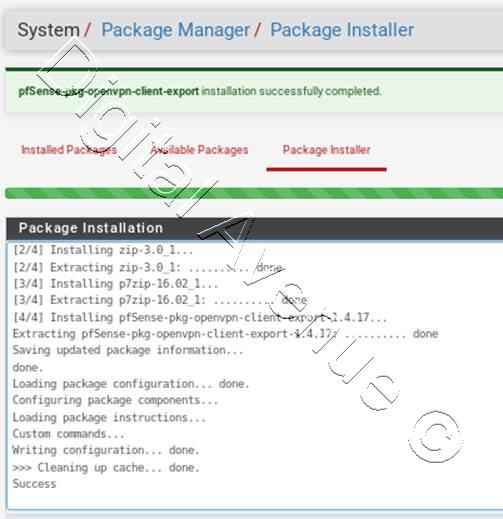 System / Package Manager / Package Installer
pfSense-pkg-openvpn-client-export installation successfully completed.
Installed Packages Available Packages Package Installer
Package Installation
[2/4] Installing zip-3.0_1...
[2/4] Extracting zip-3.0_1: .......... done
[3/4] Installing p7zip-16.02_1...
[3/4] Extracting p7zip-16.02_1: .......... done
[4/4] Installing pfSense-pkg-openvpn-client-export-1.4.17...
Extracting pfSense-pkg-openvpn-client-export-1.4.17: .......... done
Saving updated package information...
done.
Loading package configuration... done.
Configuring package components...
Loading package instructions...
Custom commands...
Writing configuration... done.
>>> Cleaning up cache... done.
Success
Digital Avenue ©